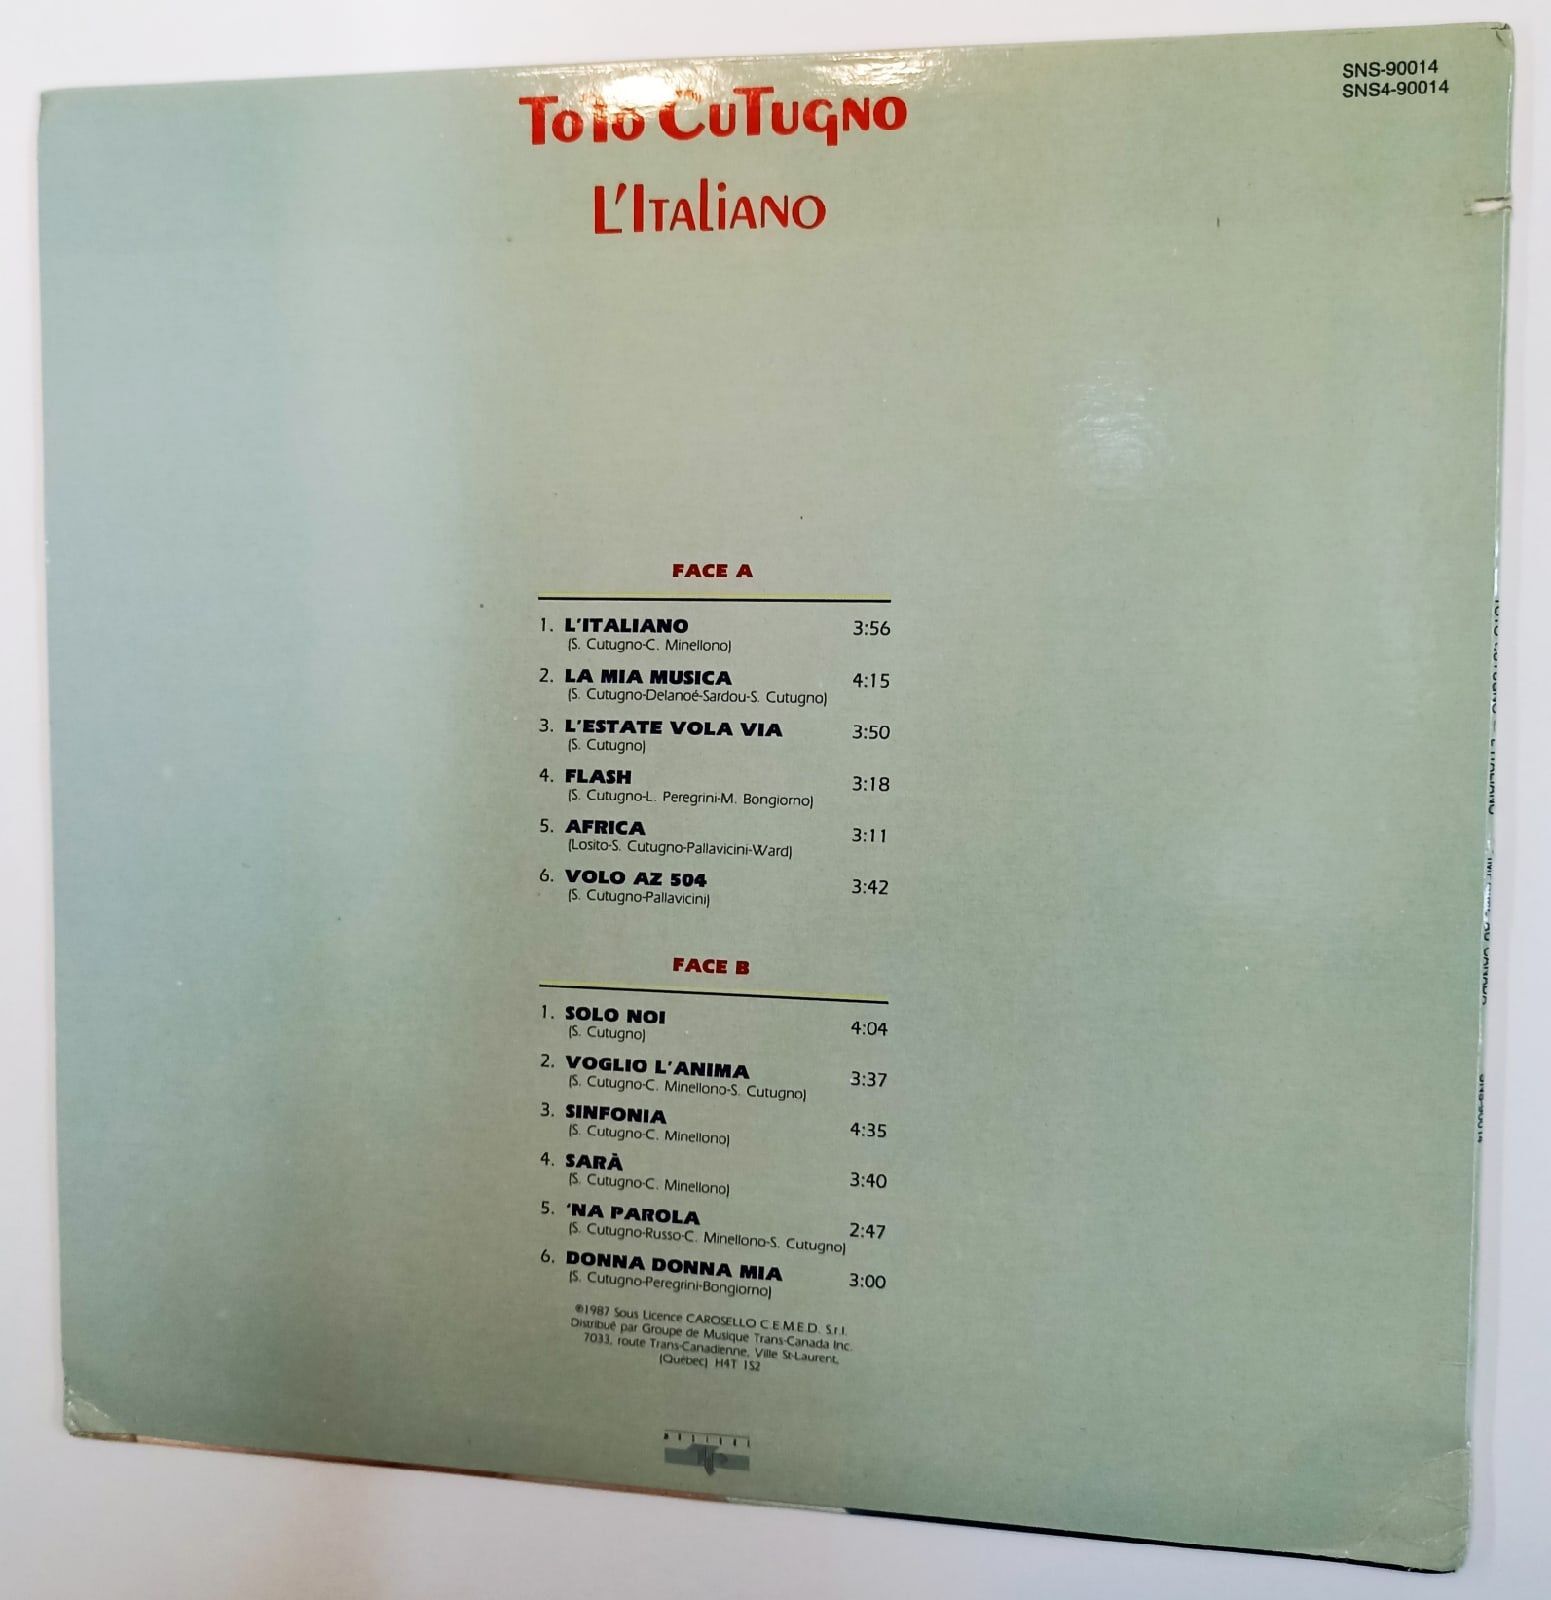 SNS-90014
SNS4-90014
ToTo CuTugno
L'Italiano
FACE A
1. L'ITALIANO 3:56
(S. Cutugno-C. Minellono)
2. LA MIA MUSICA 4:15
(S. Cutugno-Delanoé-Sardou-S. Cutugno)
3. L'ESTATE VOLA VIA 3:50
(S. Cutugno)
4. FLASH 3:18
(S. Cutugno-L. Peregrini-M. Bongiorno)
5. AFRICA 3:11
(Losito-S. Cutugno-Pallavicini-Ward)
6. VOLO AZ 504 3:42
(S. Cutugno-Pallavicini)
FACE B
1. SOLO NOI 4:04
(S. Cutugno)
2. VOGLIO L'ANIMA 3:37
(S. Cutugno-C. Minellono-S. Cutugno)
3. SINFONIA 4:35
(S. Cutugno-C. Minellono)
4. SARÀ 3:40
(S. Cutugno-C. Minellono)
5. 'NA PAROLA 2:47
(S. Cutugno-Russo-C. Minellono-S. Cutugno)
6. DONNA DONNA MIA 3:00
(S. Cutugno-Peregrini-Bongiorno)
℗1987 Sous Licence CAROSELLO C.E.M.E.D. S.r.l.
Distribué par Groupe de Musique Trans-Canada Inc.
7033, route Trans-Canadienne, Ville St-Laurent,
(Québec) H4T 1S2
TOTO CUTUGNO - L'ITALIANO
SNS-90014